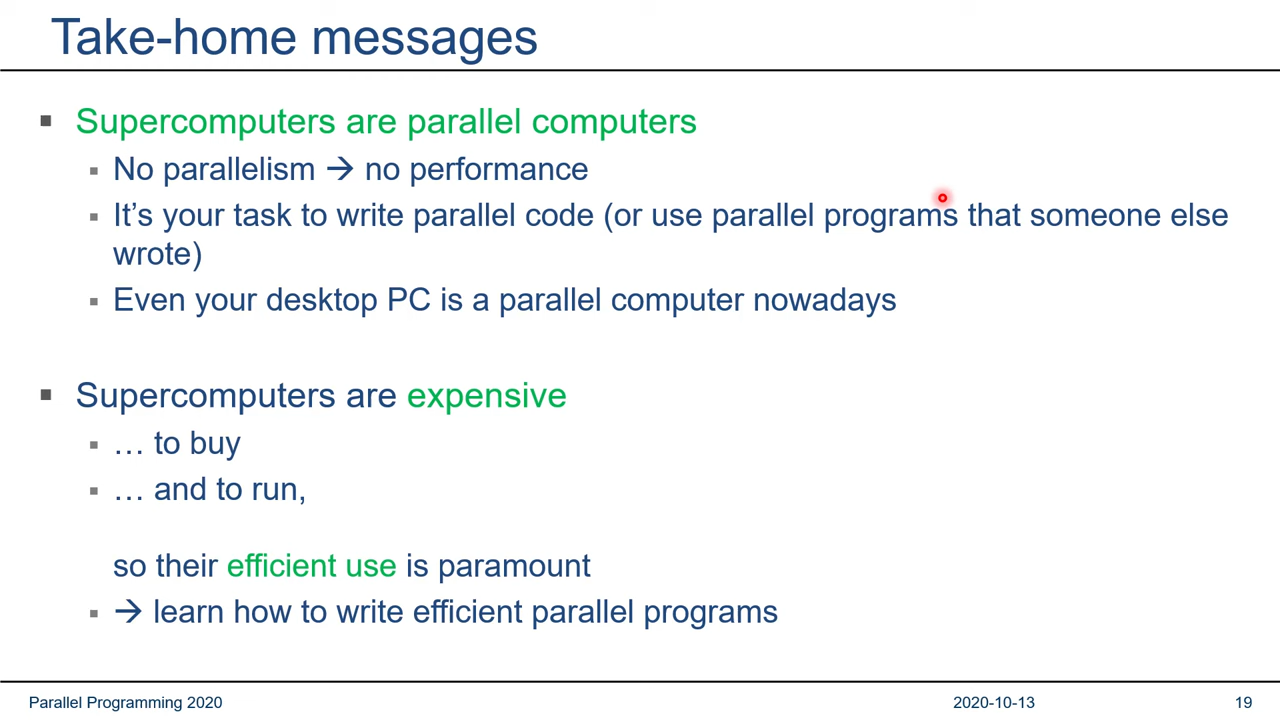 Take-home messages
▪ Supercomputers are parallel computers
▪ No parallelism → no performance
▪ It’s your task to write parallel code (or use parallel programs that someone else
wrote)
▪ Even your desktop PC is a parallel computer nowadays
▪ Supercomputers are expensive
▪ … to buy
▪ … and to run,
so their efficient use is paramount
▪ → learn how to write efficient parallel programs
Parallel Programming 2020 2020-10-13 19